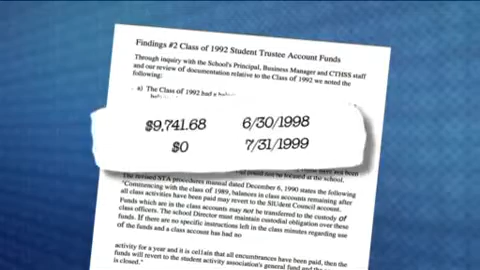 Findings #2 Class of 1992 Student Trustee Account Funds
Through inquiry with the School's Principal, Business Manager and CTHSS staff
and our review of documentation relative to the Class of 1992 we noted the
following:
a) The Class of 1992 had a
$9,741.68 6/30/1998
$0 7/31/1999
The revised STA procedures manual dated December 6, 1990 states the following
"Commencing with the class of 1989, balances in class accounts remaining after
all class activities have been paid may revert to the SIUdent Council account.
Funds which are in the class accounts may not be transferred to the custody of
class officers. The school Director must maintain custodial obligation over these
funds. If there are no specific instructions left in the class minutes regarding use
of the funds and a class account has had no
activity for a year and it is cellain that all encumbrances have been paid, then the
funds will revert to the student activity association's general fund and the
is closed."